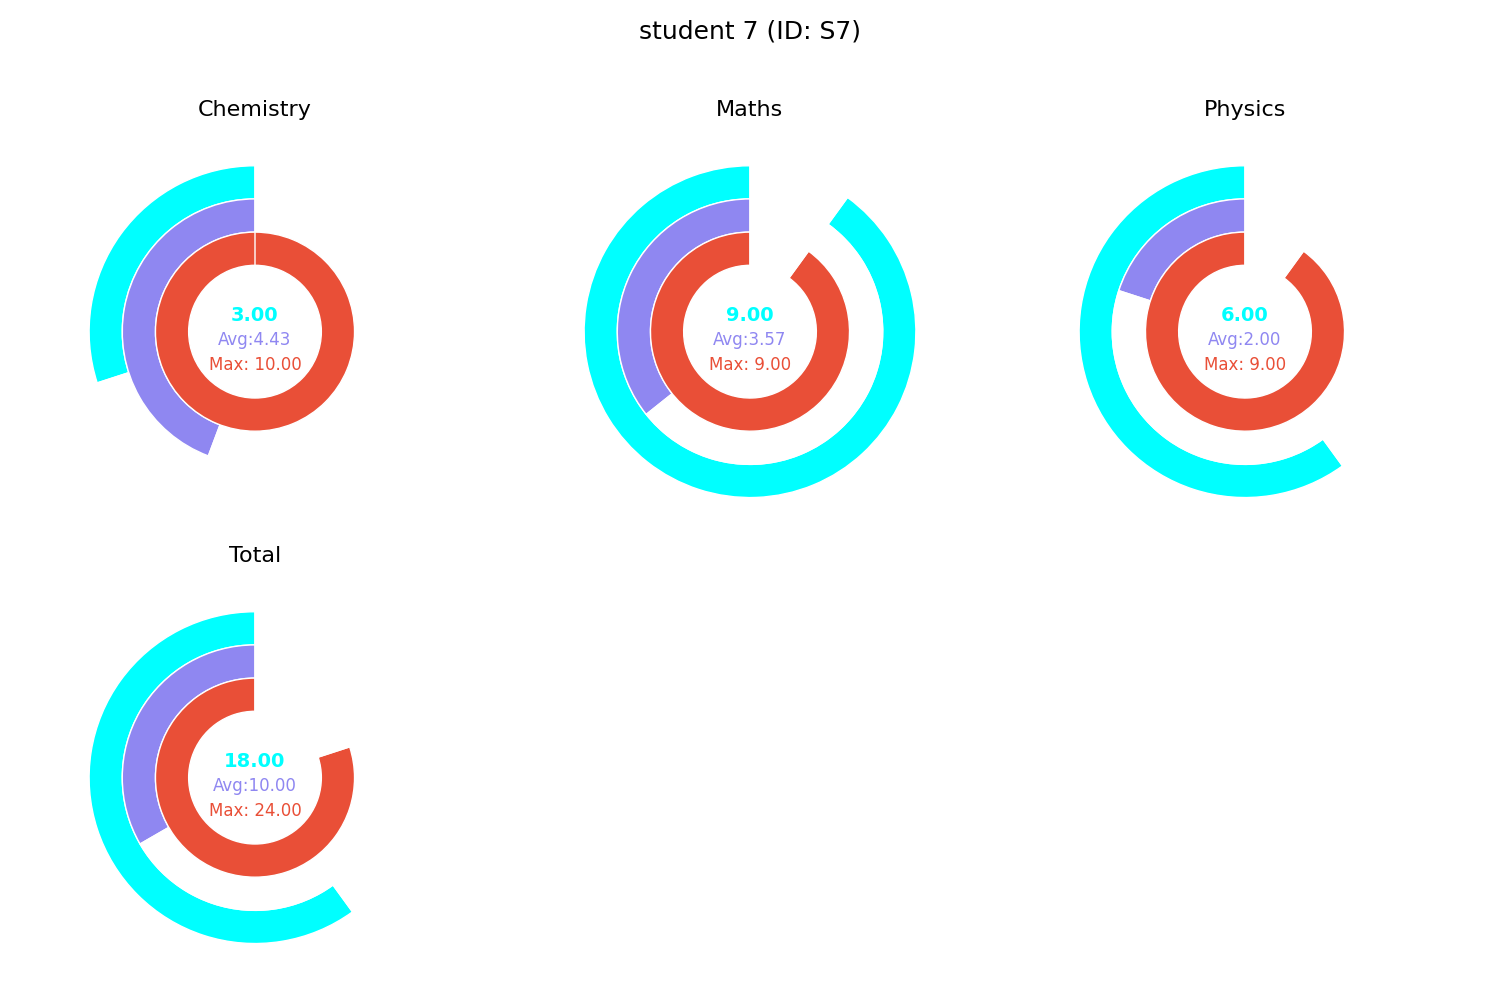 student 7 (ID: S7)
Chemistry
3.00
Avg:4.43
Max: 10.00
Maths
9.00
Avg:3.57
Max: 9.00
Physics
6.00
Avg:2.00
Max: 9.00
Total
18.00
Avg:10.00
Max: 24.00